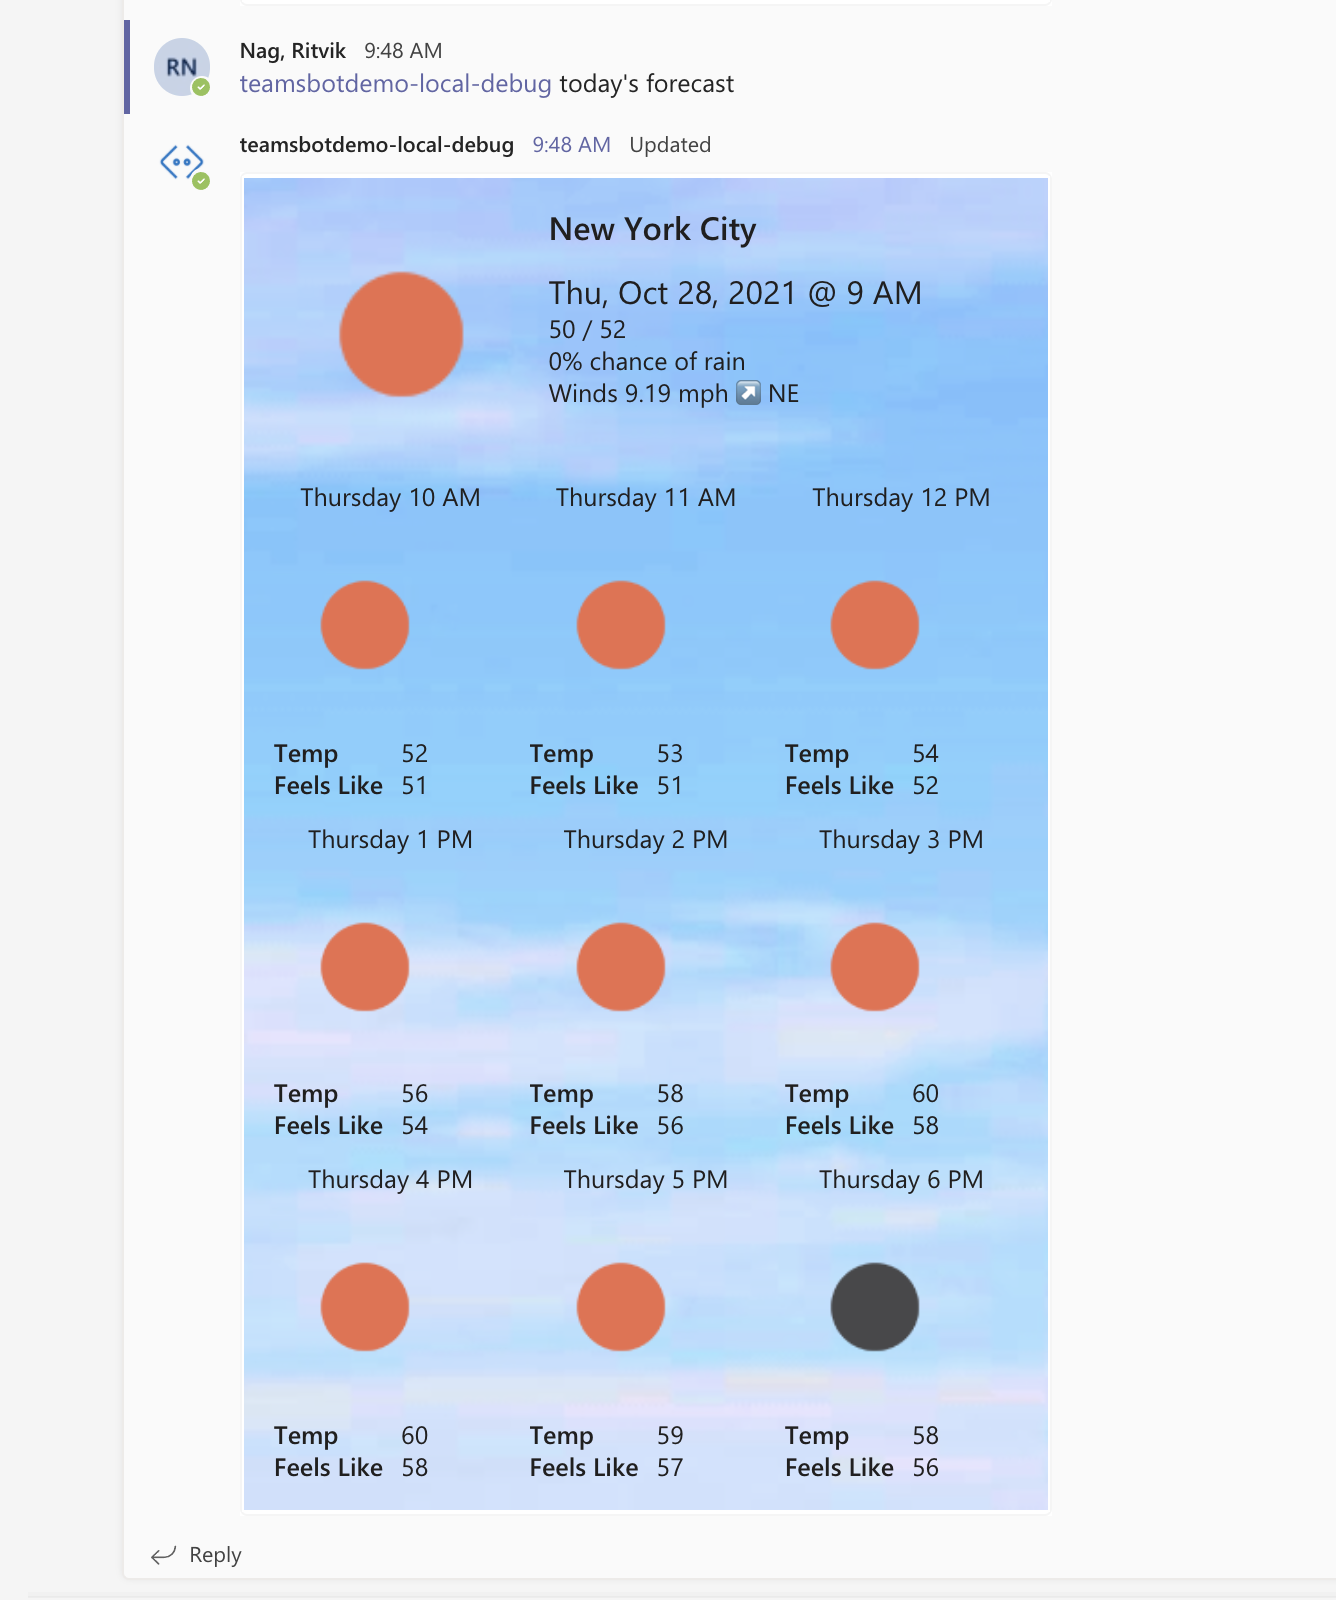 RN
Nag, Ritvik 9:48 AM
teamsbotdemo-local-debug today's forecast
teamsbotdemo-local-debug 9:48 AM Updated
New York City
Thu, Oct 28, 2021 @ 9 AM
50 / 52
0% chance of rain
Winds 9.19 mph ↗️ NE
Thursday 10 AM Thursday 11 AM Thursday 12 PM
Temp 52 Temp 53 Temp 54
Feels Like 51 Feels Like 51 Feels Like 52
Thursday 1 PM Thursday 2 PM Thursday 3 PM
Temp 56 Temp 58 Temp 60
Feels Like 54 Feels Like 56 Feels Like 58
Thursday 4 PM Thursday 5 PM Thursday 6 PM
Temp 60 Temp 59 Temp 58
Feels Like 58 Feels Like 57 Feels Like 56
Reply